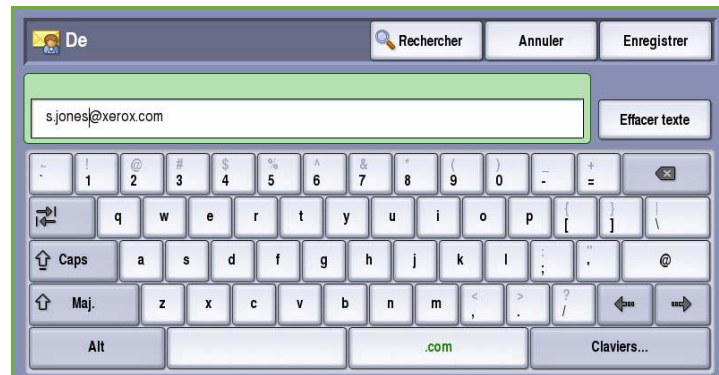 De Rechercher Annuler Enregistrer
s.jones@xerox.com Effacer texte
~ ! @ # $ % ^ & * ( ) _ +
` 1 2 3 4 5 6 7 8 9 0 - =
q w e r t y u i o p { [ } ] | \
Caps a s d f g h j k l : ; " ' @
Maj. z x c v b n m < , > . ? /
Alt .com Claviers...